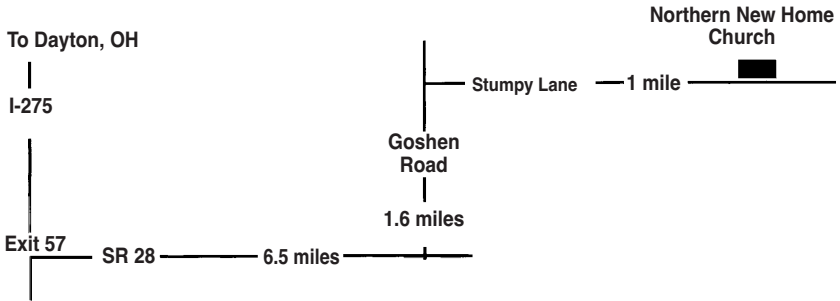 Northern New Home
Church
To Dayton, OH
Stumpy Lane
1 mile
I-275
Goshen
Road
1.6 miles
Exit 57
SR 28
6.5 miles